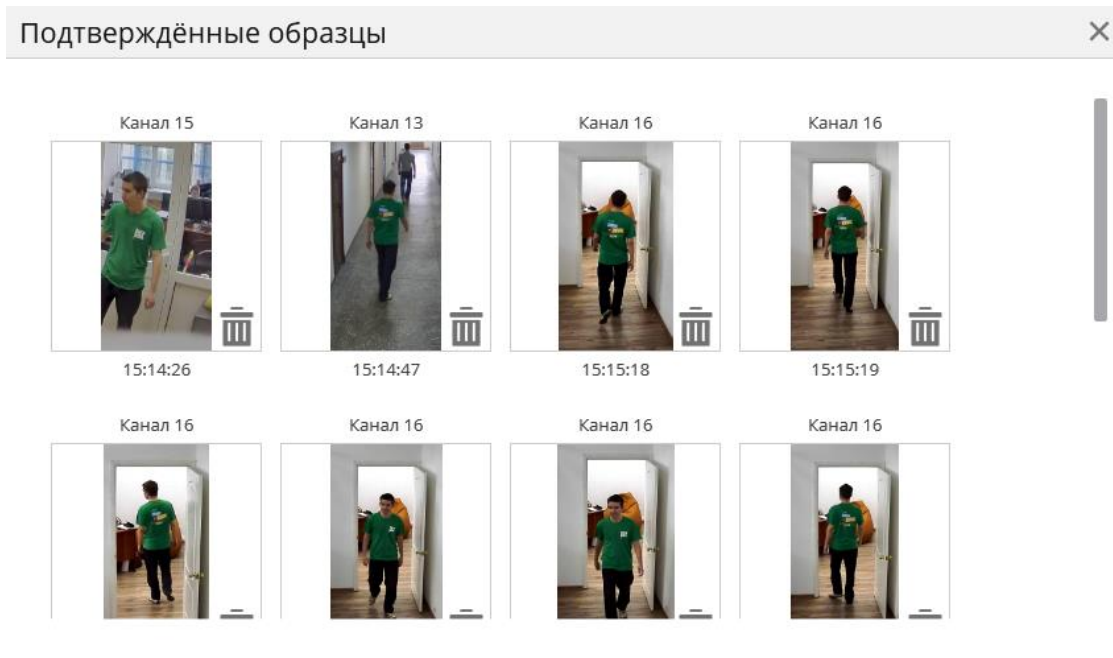 Подтверждённые образцы
Канал 15 Канал 13 Канал 16 Канал 16
15:14:26 15:14:47 15:15:18 15:15:19
Канал 16 Канал 16 Канал 16 Канал 16